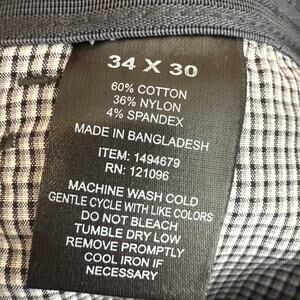 34 X 30
60% COTTON
36% NYLON
4% SPANDEX
MADE IN BANGLADESH
ITEM: 1494679
RN: 121096
MACHINE WASH COLD
GENTLE CYCLE WITH LIKE COLORS
DO NOT BLEACH
TUMBLE DRY LOW
REMOVE PROMPTLY
COOL IRON IF
NECESSARY